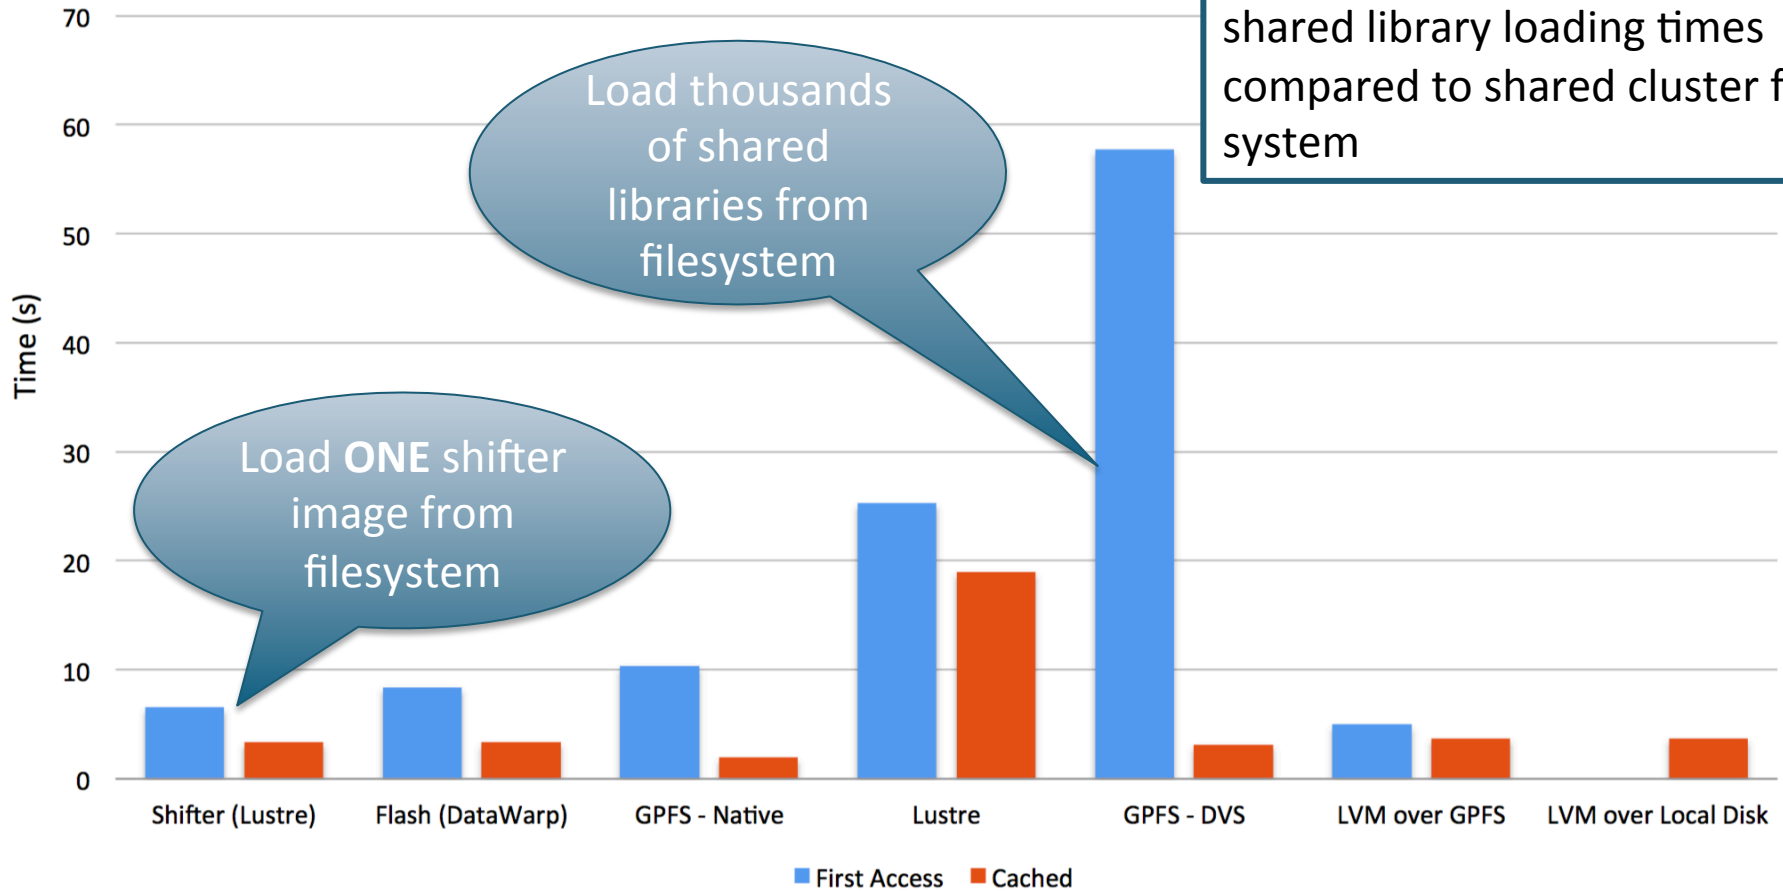 shared library loading times
compared to shared cluster
system
70
60
50
40
30
20
10
0
Time (s)
Load thousands
of shared
libraries from
filesystem
Load ONE shifter
image from
filesystem
Shifter (Lustre)
Flash (DataWarp)
GPFS - Native
Lustre
GPFS - DVS
LVM over GPFS
LVM over Local Disk
First Access
Cached